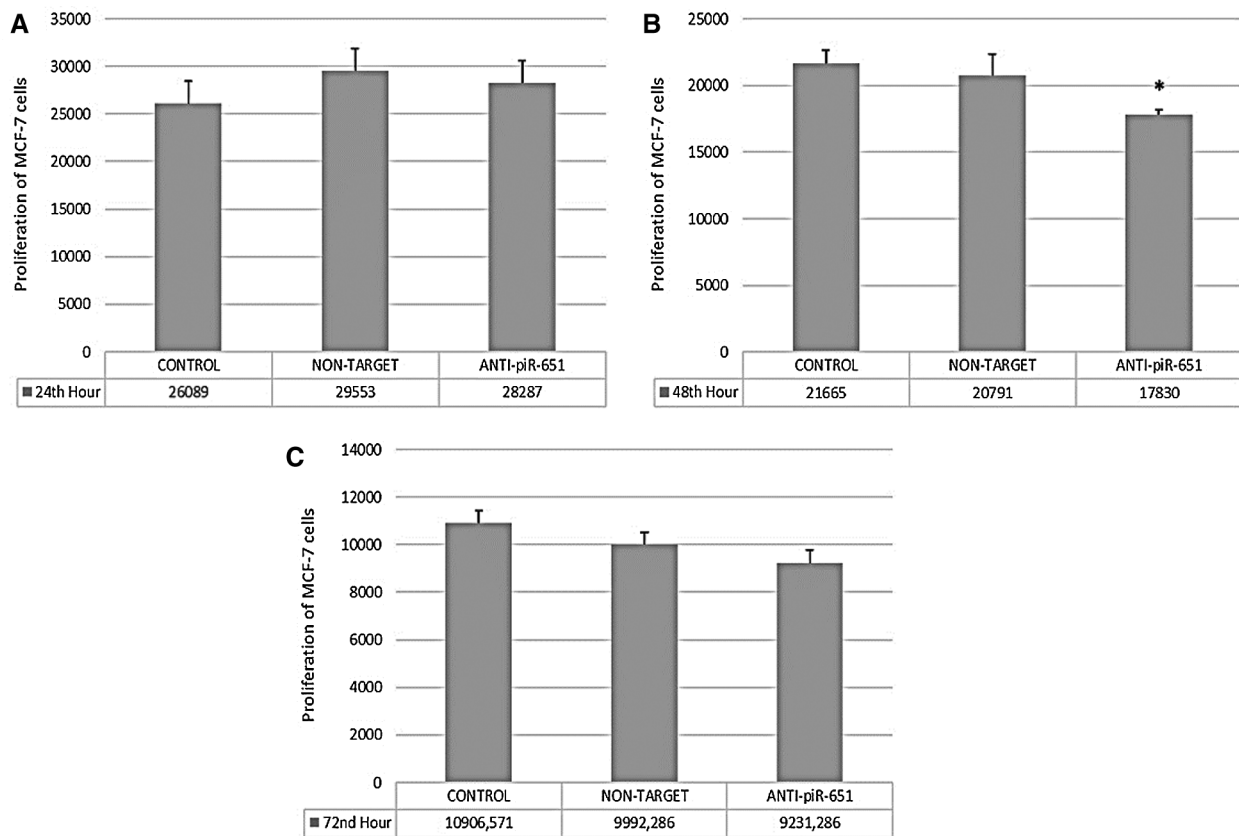 A
Proliferation of MCF-7 cells
35000
30000
25000
20000
15000
10000
5000
0
CONTROL NON-TARGET ANTI-piR-651
24th Hour 26089 29553 28287
B
Proliferation of MCF-7 cells
25000
20000
15000
10000
5000
0
*
CONTROL NON-TARGET ANTI-piR-651
48th Hour 21665 20791 17830
C
Proliferation of MCF-7 cells
14000
12000
10000
8000
6000
4000
2000
0
CONTROL NON-TARGET ANTI-piR-651
72nd Hour 10906,571 9992,286 9231,286